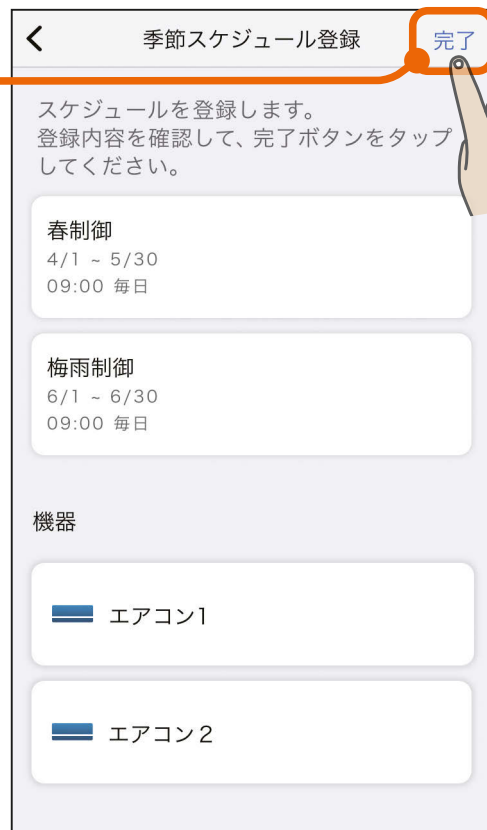 季節スケジュール登録
完了
スケジュールを登録します。
登録内容を確認して、完了ボタンをタップ
してください。
春制御
4/1 ~ 5/30
09:00 毎日
梅雨制御
6/1 ~ 6/30
09:00 毎日
機器
エアコン1
エアコン2